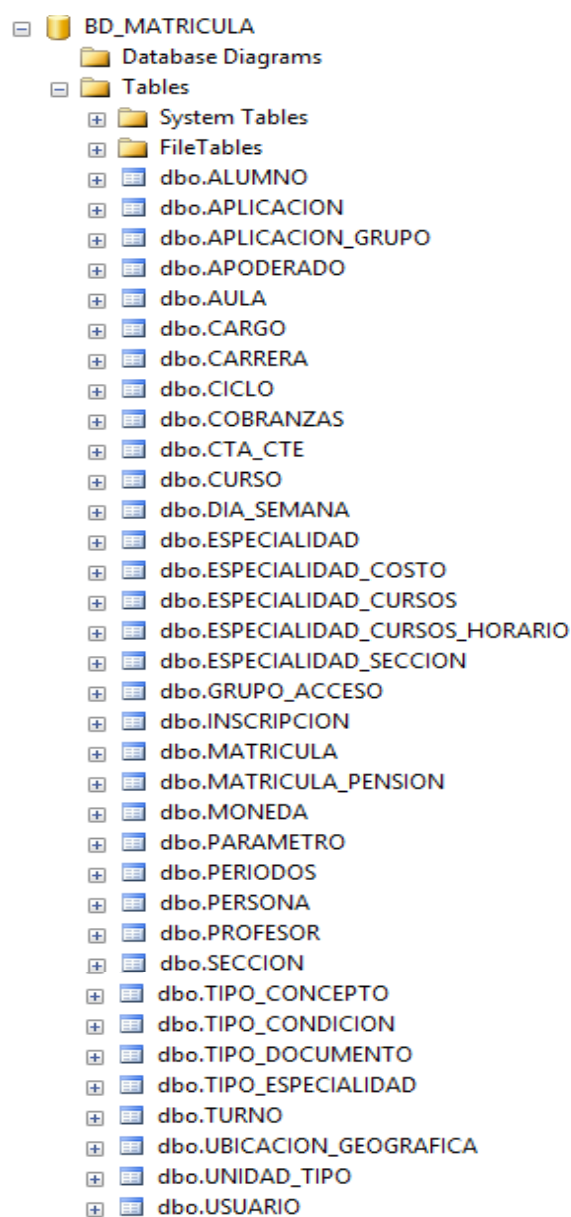 BD_MATRICULA
Database Diagrams
Tables
System Tables
FileTables
dbo.ALUMNO
dbo.APLICACION
dbo.APLICACION_GRUPO
dbo.APODERADO
dbo.AULA
dbo.CARGO
dbo.CARRERA
dbo.CICLO
dbo.COBRANZAS
dbo.CTA_CTE
dbo.CURSO
dbo.DIA_SEMANA
dbo.ESPECIALIDAD
dbo.ESPECIALIDAD_COSTO
dbo.ESPECIALIDAD_CURSOS
dbo.ESPECIALIDAD_CURSOS_HORARIO
dbo.ESPECIALIDAD_SECCION
dbo.GRUPO_ACCESO
dbo.INSCRIPCION
dbo.MATRICULA
dbo.MATRICULA_PENSION
dbo.MONEDA
dbo.PARAMETRO
dbo.PERIODOS
dbo.PERSONA
dbo.PROFESOR
dbo.SECCION
dbo.TIPO_CONCEPTO
dbo.TIPO_CONDICION
dbo.TIPO_DOCUMENTO
dbo.TIPO_ESPECIALIDAD
dbo.TURNO
dbo.UBICACION_GEOGRAFICA
dbo.UNIDAD_TIPO
dbo.USUARIO